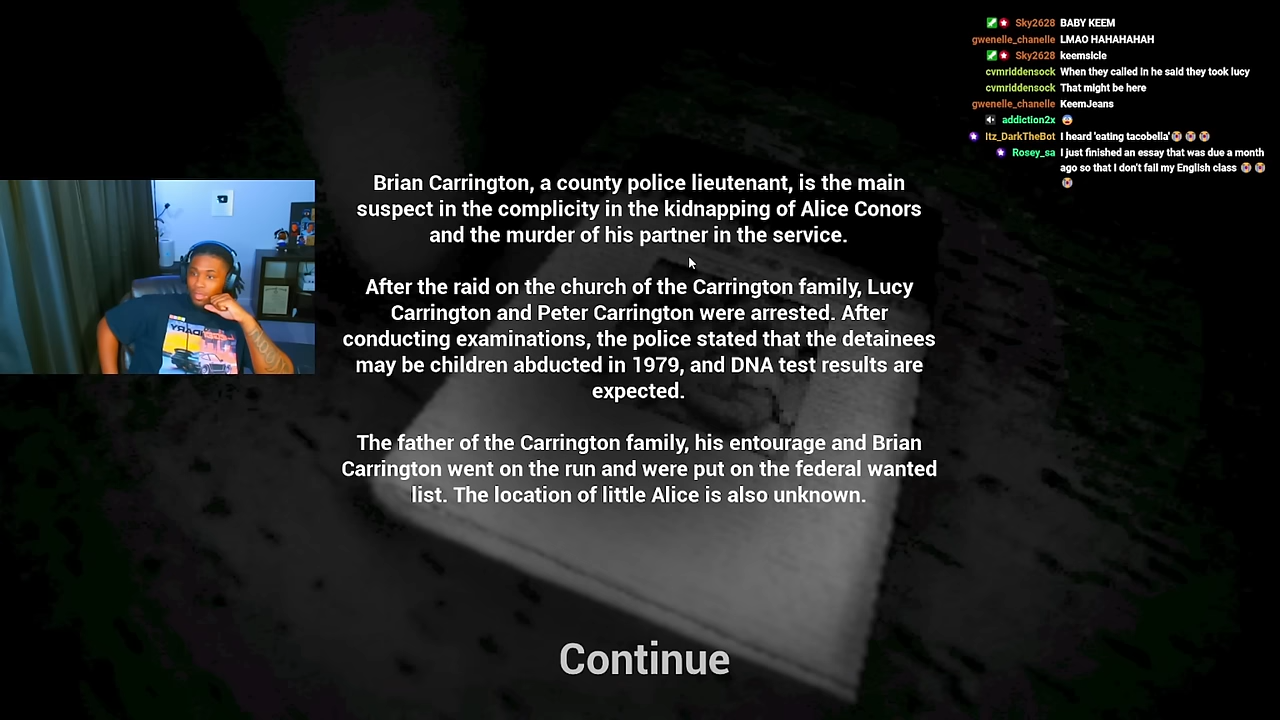 Sky2628 BABY KEEM
gwenelle_chanelle LMAO HAHAHAHAH
Sky2628 keemsicle
cvmriddensock When they called in he said they took lucy
cvmriddensock That might be here
gwenelle_chanelle KeemJeans
addiction2x
Itz_DarkTheBot I heard 'eating tacobella'
Rosey_sa I just finished an essay that was due a month
ago so that I don't fail my English class
Brian Carrington, a county police lieutenant, is the main
suspect in the complicity in the kidnapping of Alice Conors
and the murder of his partner in the service.
After the raid on the church of the Carrington family, Lucy
Carrington and Peter Carrington were arrested. After
conducting examinations, the police stated that the detainees
may be children abducted in 1979, and DNA test results are
expected.
The father of the Carrington family, his entourage and Brian
Carrington went on the run and were put on the federal wanted
list. The location of little Alice is also unknown.
Continue